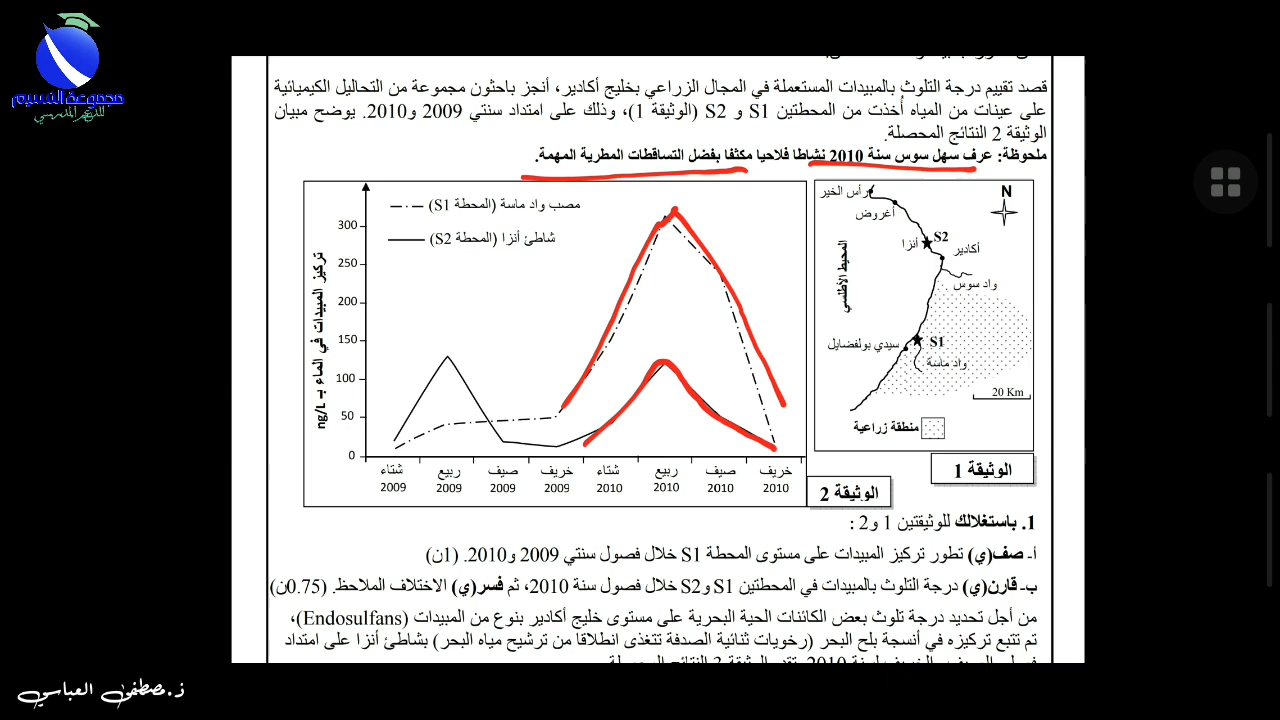 مجموعة النسيم
للتعليم المدرسي
قصد تقييم درجة التلوث بالمبيدات المستعملة في المجال الزراعي بخليج أكادير، أنجز باحثون مجموعة من التحاليل الكيميائية
على عينات من المياه أُخذت من المحطتين S1 و S2 (الوثيقة 1)، وذلك على امتداد سنتي 2009 و2010. يوضح مبيان
الوثيقة 2 النتائج المحصلة.
ملحوظة: عرف سهل سوس سنة 2010 نشاطا فلاحيا مكثفا بفضل التساقطات المطرية المهمة.
رأس الخير
N
أغروض
S2
أنزا
أكادير
المحيط الأطلسي
واد سوس
سيدي بولفضايل
S1
واد ماسة
20 Km
منطقة زراعية
الوثيقة 1
مصب واد ماسة (المحطة S1)
شاطئ أنزا (المحطة S2)
تركيز المبيدات في الماء بـ ng/L
300
250
200
150
100
50
0
شتاء 2009
ربيع 2009
صيف 2009
خريف 2009
شتاء 2010
ربيع 2010
صيف 2010
خريف 2010
الوثيقة 2
1. باستغلالك للوثيقتين 1 و2 :
أ- صف(ي) تطور تركيز المبيدات على مستوى المحطة S1 خلال فصول سنتي 2009 و2010. (1ن)
ب- قارن(ي) درجة التلوث بالمبيدات في المحطتين S1 وS2 خلال فصول سنة 2010، ثم فسر(ي) الاختلاف الملاحظ. (0.75ن)
من أجل تحديد درجة تلوث بعض الكائنات الحية البحرية على مستوى خليج أكادير بنوع من المبيدات (Endosulfans)،
تم تتبع تركيزه في أنسجة بلح البحر (رخويات ثنائية الصدفة تتغذى انطلاقا من ترشيح مياه البحر) بشاطئ أنزا على امتداد
ذ.مصطفى العباسي